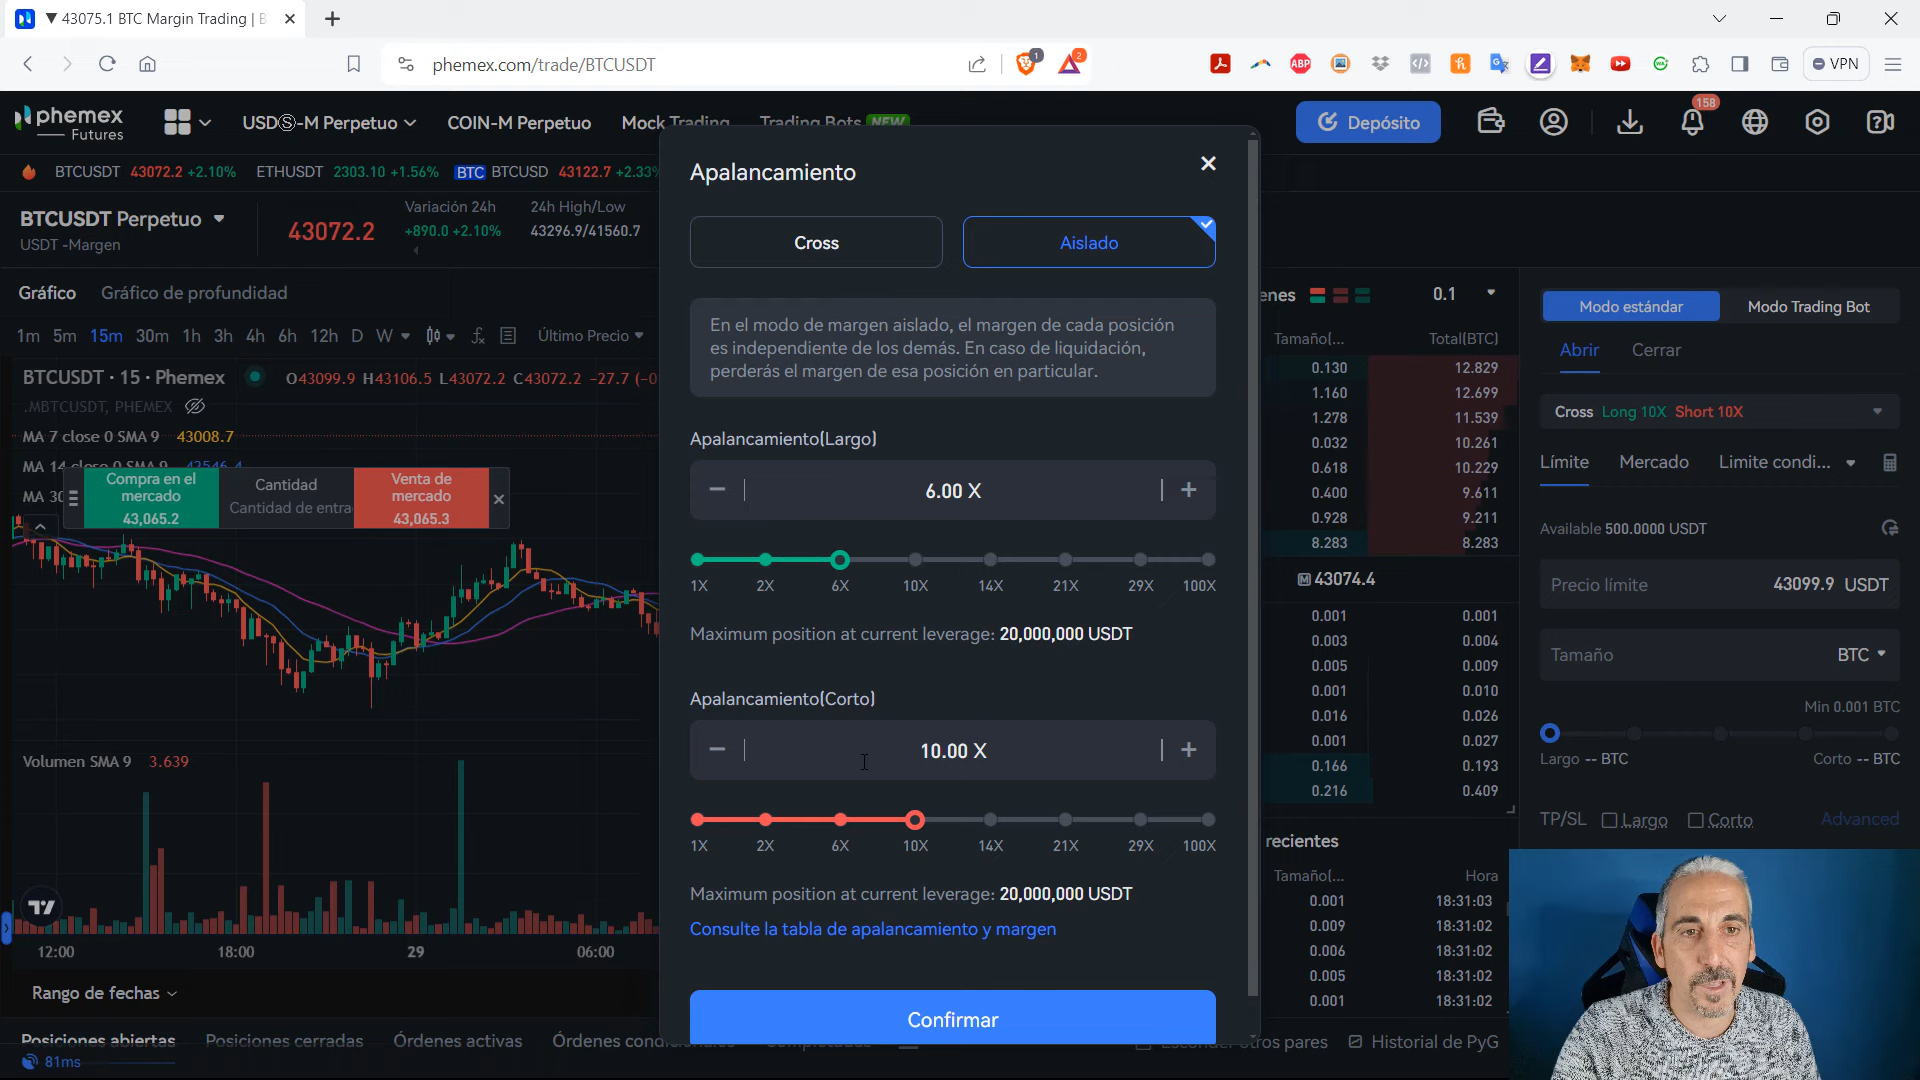 ▼ 43075.1 BTC Margin Trading | B
phemex.com/trade/BTCUSDT
1
2
ABP
VPN
phemex
Futures
USDⓈ-M Perpetuo
COIN-M Perpetuo
Mock Trading
Trading Bots NEW
Depósito
158
BTCUSDT 43072.2 +2.10%
ETHUSDT 2303.10 +1.56%
BTC BTCUSD 43122.7 +2.33%
BTCUSDT Perpetuo
USDT -Margen
43072.2
Variación 24h
+890.0 +2.10%
24h High/Low
43296.9/41560.7
Gráfico Gráfico de profundidad
1m 5m 15m 30m 1h 3h 4h 6h 12h D W
Último Precio
BTCUSDT · 15 · Phemex
O43099.9 H43106.5 L43072.2 C43072.2 -27.7 (-0
.MBTCUSDT, PHEMEX
MA 7 close 0 SMA 9 43008.7
MA 14 close 0 SMA 9
MA 30
Compra en el mercado
43,065.2
Cantidad
Cantidad de entra
Venta de mercado
43,065.3
Volumen SMA 9 3.639
12:00 18:00 29 06:00
Rango de fechas
Posiciones abiertas
Posiciones cerradas
Órdenes activas
81ms
Apalancamiento
Cross
Aislado
En el modo de margen aislado, el margen de cada posición
es independiente de los demás. En caso de liquidación,
perderás el margen de esa posición en particular.
Apalancamiento(Largo)
6.00 X
1X 2X 6X 10X 14X 21X 29X 100X
Maximum position at current leverage: 20,000,000 USDT
Apalancamiento(Corto)
10.00 X
1X 2X 6X 10X 14X 21X 29X 100X
Maximum position at current leverage: 20,000,000 USDT
Consulte la tabla de apalancamiento y margen
Confirmar
enes
0.1
Tamaño(... Total(BTC)
0.130 12.829
1.160 12.699
1.278 11.539
0.032 10.261
0.618 10.229
0.400 9.611
0.928 9.211
8.283 8.283
M 43074.4
0.001 0.001
0.003 0.004
0.005 0.009
0.001 0.010
0.016 0.026
0.001 0.027
0.166 0.193
0.216 0.409
recientes
Tamaño(... Hora
0.001 18:31:03
0.009 18:31:02
0.006 18:31:02
0.005 18:31:02
0.001 18:31:02
otros pares
Historial de PyG
Modo estándar
Modo Trading Bot
Abrir Cerrar
Cross Long 10X Short 10X
Límite Mercado Limite condi...
Available 500.0000 USDT
Precio límite 43099.9 USDT
Tamaño BTC
Min 0.001 BTC
Largo -- BTC Corto -- BTC
TP/SL Largo Corto Advanced